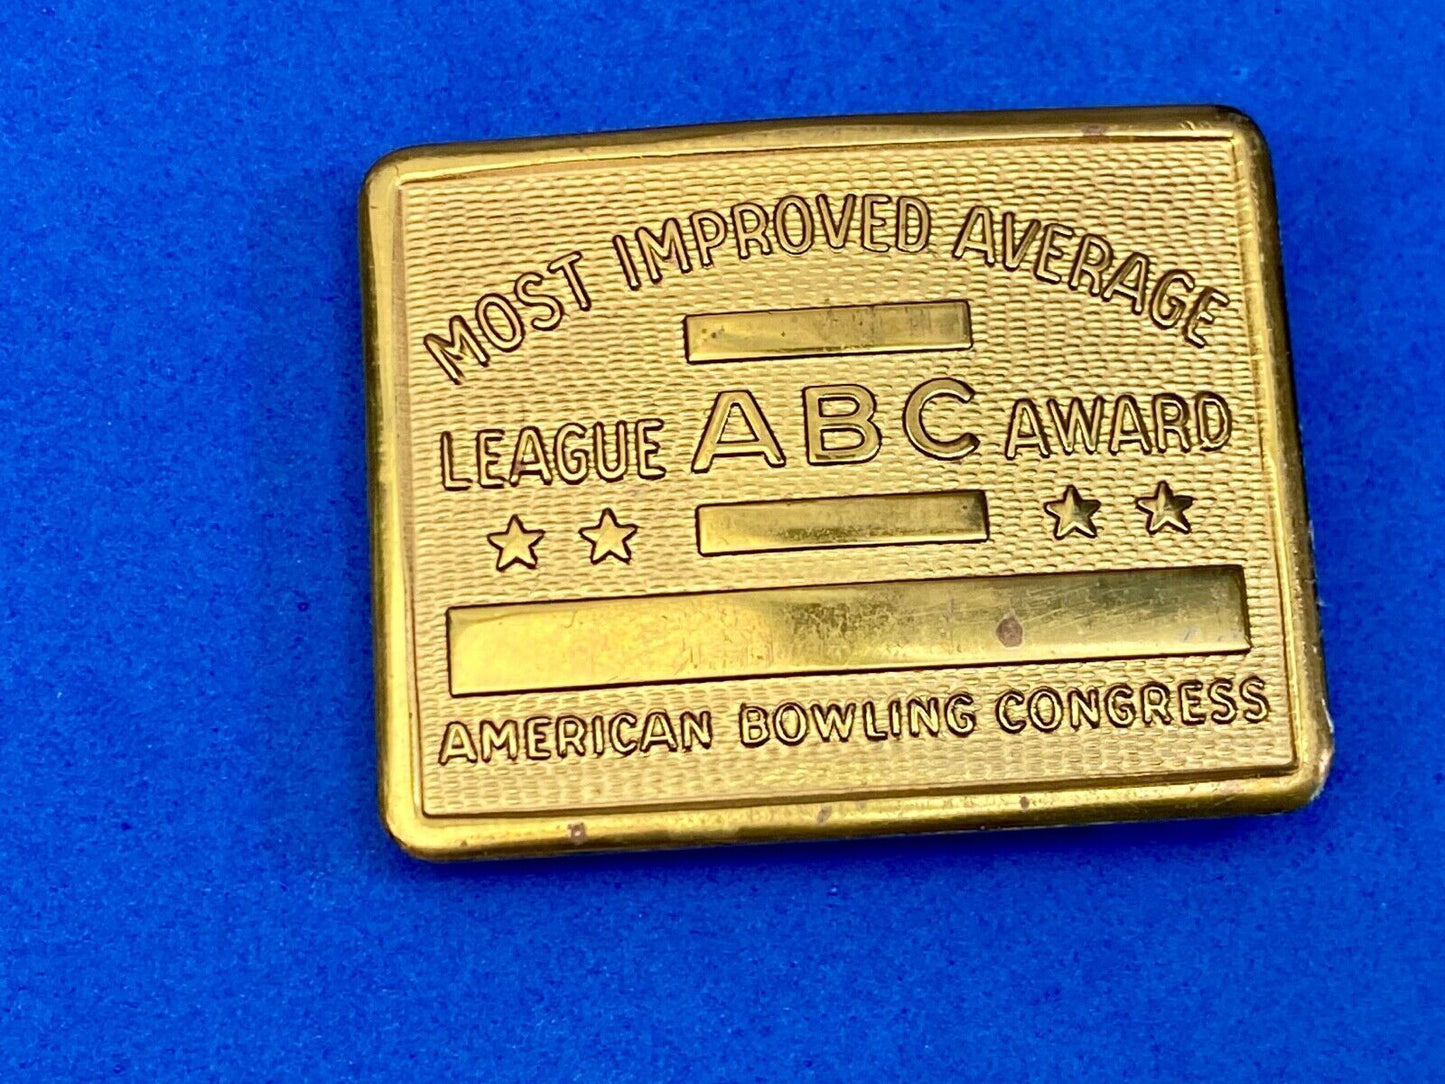 MOST IMPROVED AVERAGE
LEAGUE ABC AWARD
AMERICAN BOWLING CONGRESS